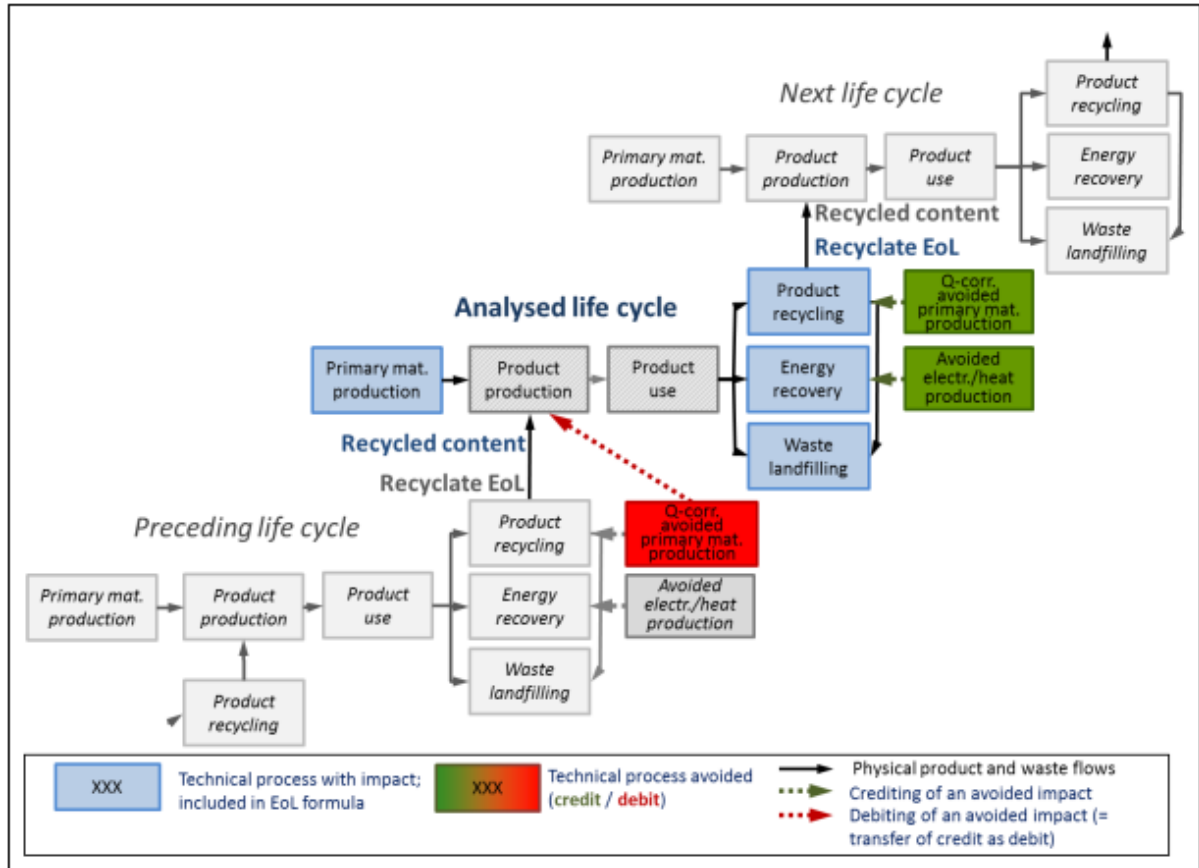 Next life cycle
Product
recycling
Primary mat.
production
Product
production
Product
use
Energy
recovery
Waste
landfilling
Recycled content
Recyclate EoL
Analysed life cycle
Product
recycling
Q-corr.
avoided
primary mat.
production
Primary mat.
production
Product
production
Product
use
Energy
recovery
Avoided
electr./heat
production
Waste
landfilling
Recycled content
Recyclate EoL
Preceding life cycle
Product
recycling
Q-corr.
avoided
primary mat.
production
Primary mat.
production
Product
production
Product
use
Energy
recovery
Avoided
electr./heat
production
Waste
landfilling
Product
recycling
XXX
Technical process with impact;
included in EoL formula
XXX
Technical process avoided
(credit / debit)
Physical product and waste flows
Crediting of an avoided impact
Debiting of an avoided impact (=
transfer of credit as debit)